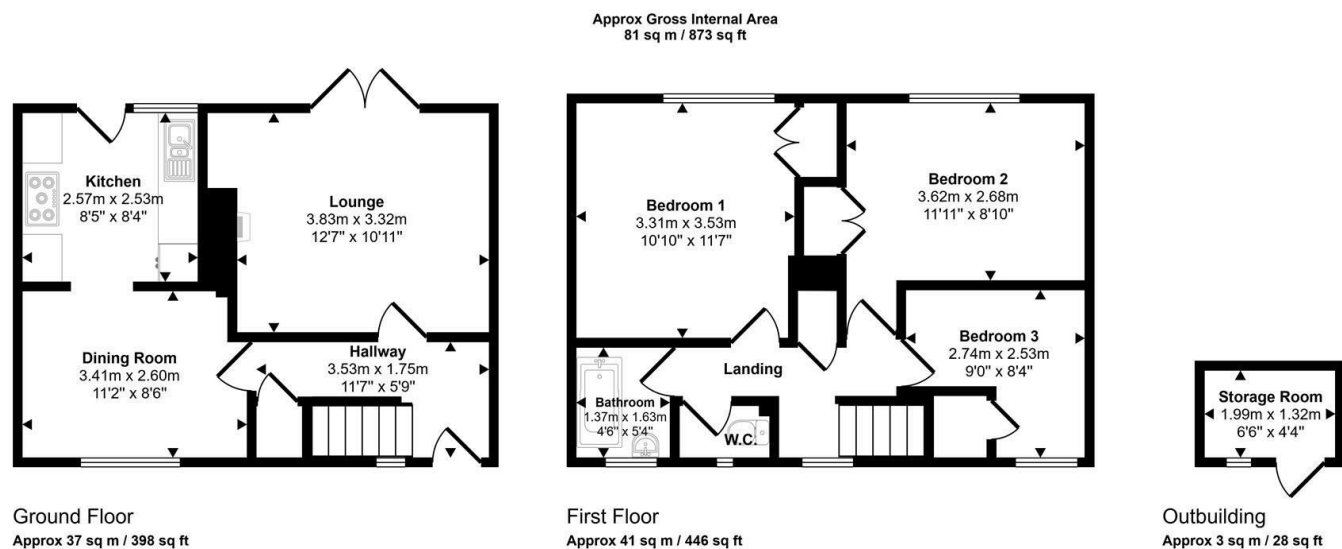 Approx Gross Internal Area
81 sq m / 873 sq ft
Kitchen
2.57m x 2.53m
8'5" x 8'4"
Lounge
3.83m x 3.32m
12'7" x 10'11"
Dining Room
3.41m x 2.60m
11'2" x 8'6"
Hallway
3.53m x 1.75m
11'7" x 5'9"
Ground Floor
Approx 37 sq m / 398 sq ft
Bedroom 1
3.31m x 3.53m
10'10" x 11'7"
Bedroom 2
3.62m x 2.68m
11'11" x 8'10"
Bedroom 3
2.74m x 2.53m
9'0" x 8'4"
Landing
Bathroom
1.37m x 1.63m
4'6" x 5'4"
W.C.
First Floor
Approx 41 sq m / 446 sq ft
Storage Room
1.99m x 1.32m
6'6" x 4'4"
Outbuilding
Approx 3 sq m / 28 sq ft